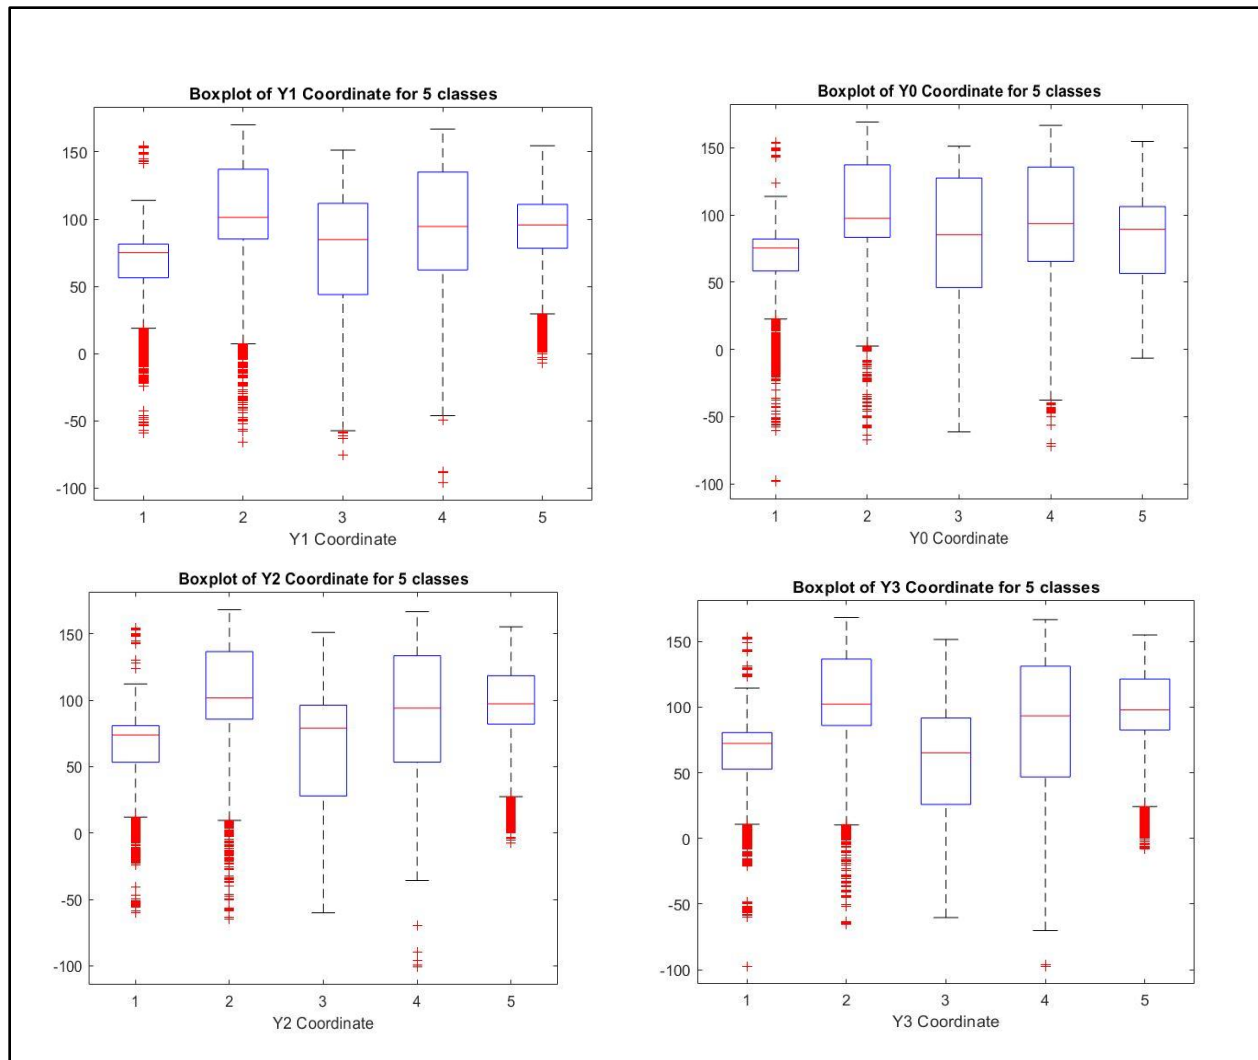 Boxplot of Y1 Coordinate for 5 classes
150
100
50
0
-50
-100
1 2 3 4 5
Y1 Coordinate
Boxplot of Y0 Coordinate for 5 classes
150
100
50
0
-50
-100
1 2 3 4 5
Y0 Coordinate
Boxplot of Y2 Coordinate for 5 classes
150
100
50
0
-50
-100
1 2 3 4 5
Y2 Coordinate
Boxplot of Y3 Coordinate for 5 classes
150
100
50
0
-50
-100
1 2 3 4 5
Y3 Coordinate